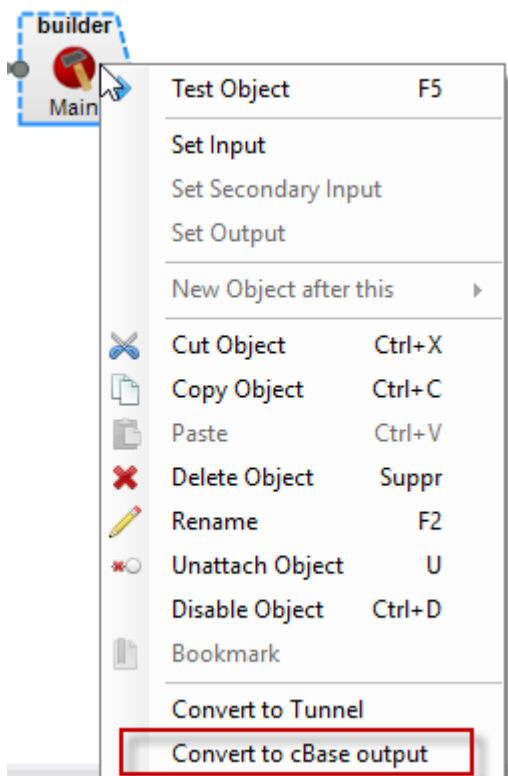 builder
Main
Test Object F5
Set Input
Set Secondary Input
Set Output
New Object after this
Cut Object Ctrl+X
Copy Object Ctrl+C
Paste Ctrl+V
Delete Object Suppr
Rename F2
Unattach Object U
Disable Object Ctrl+D
Bookmark
Convert to Tunnel
Convert to cBase output